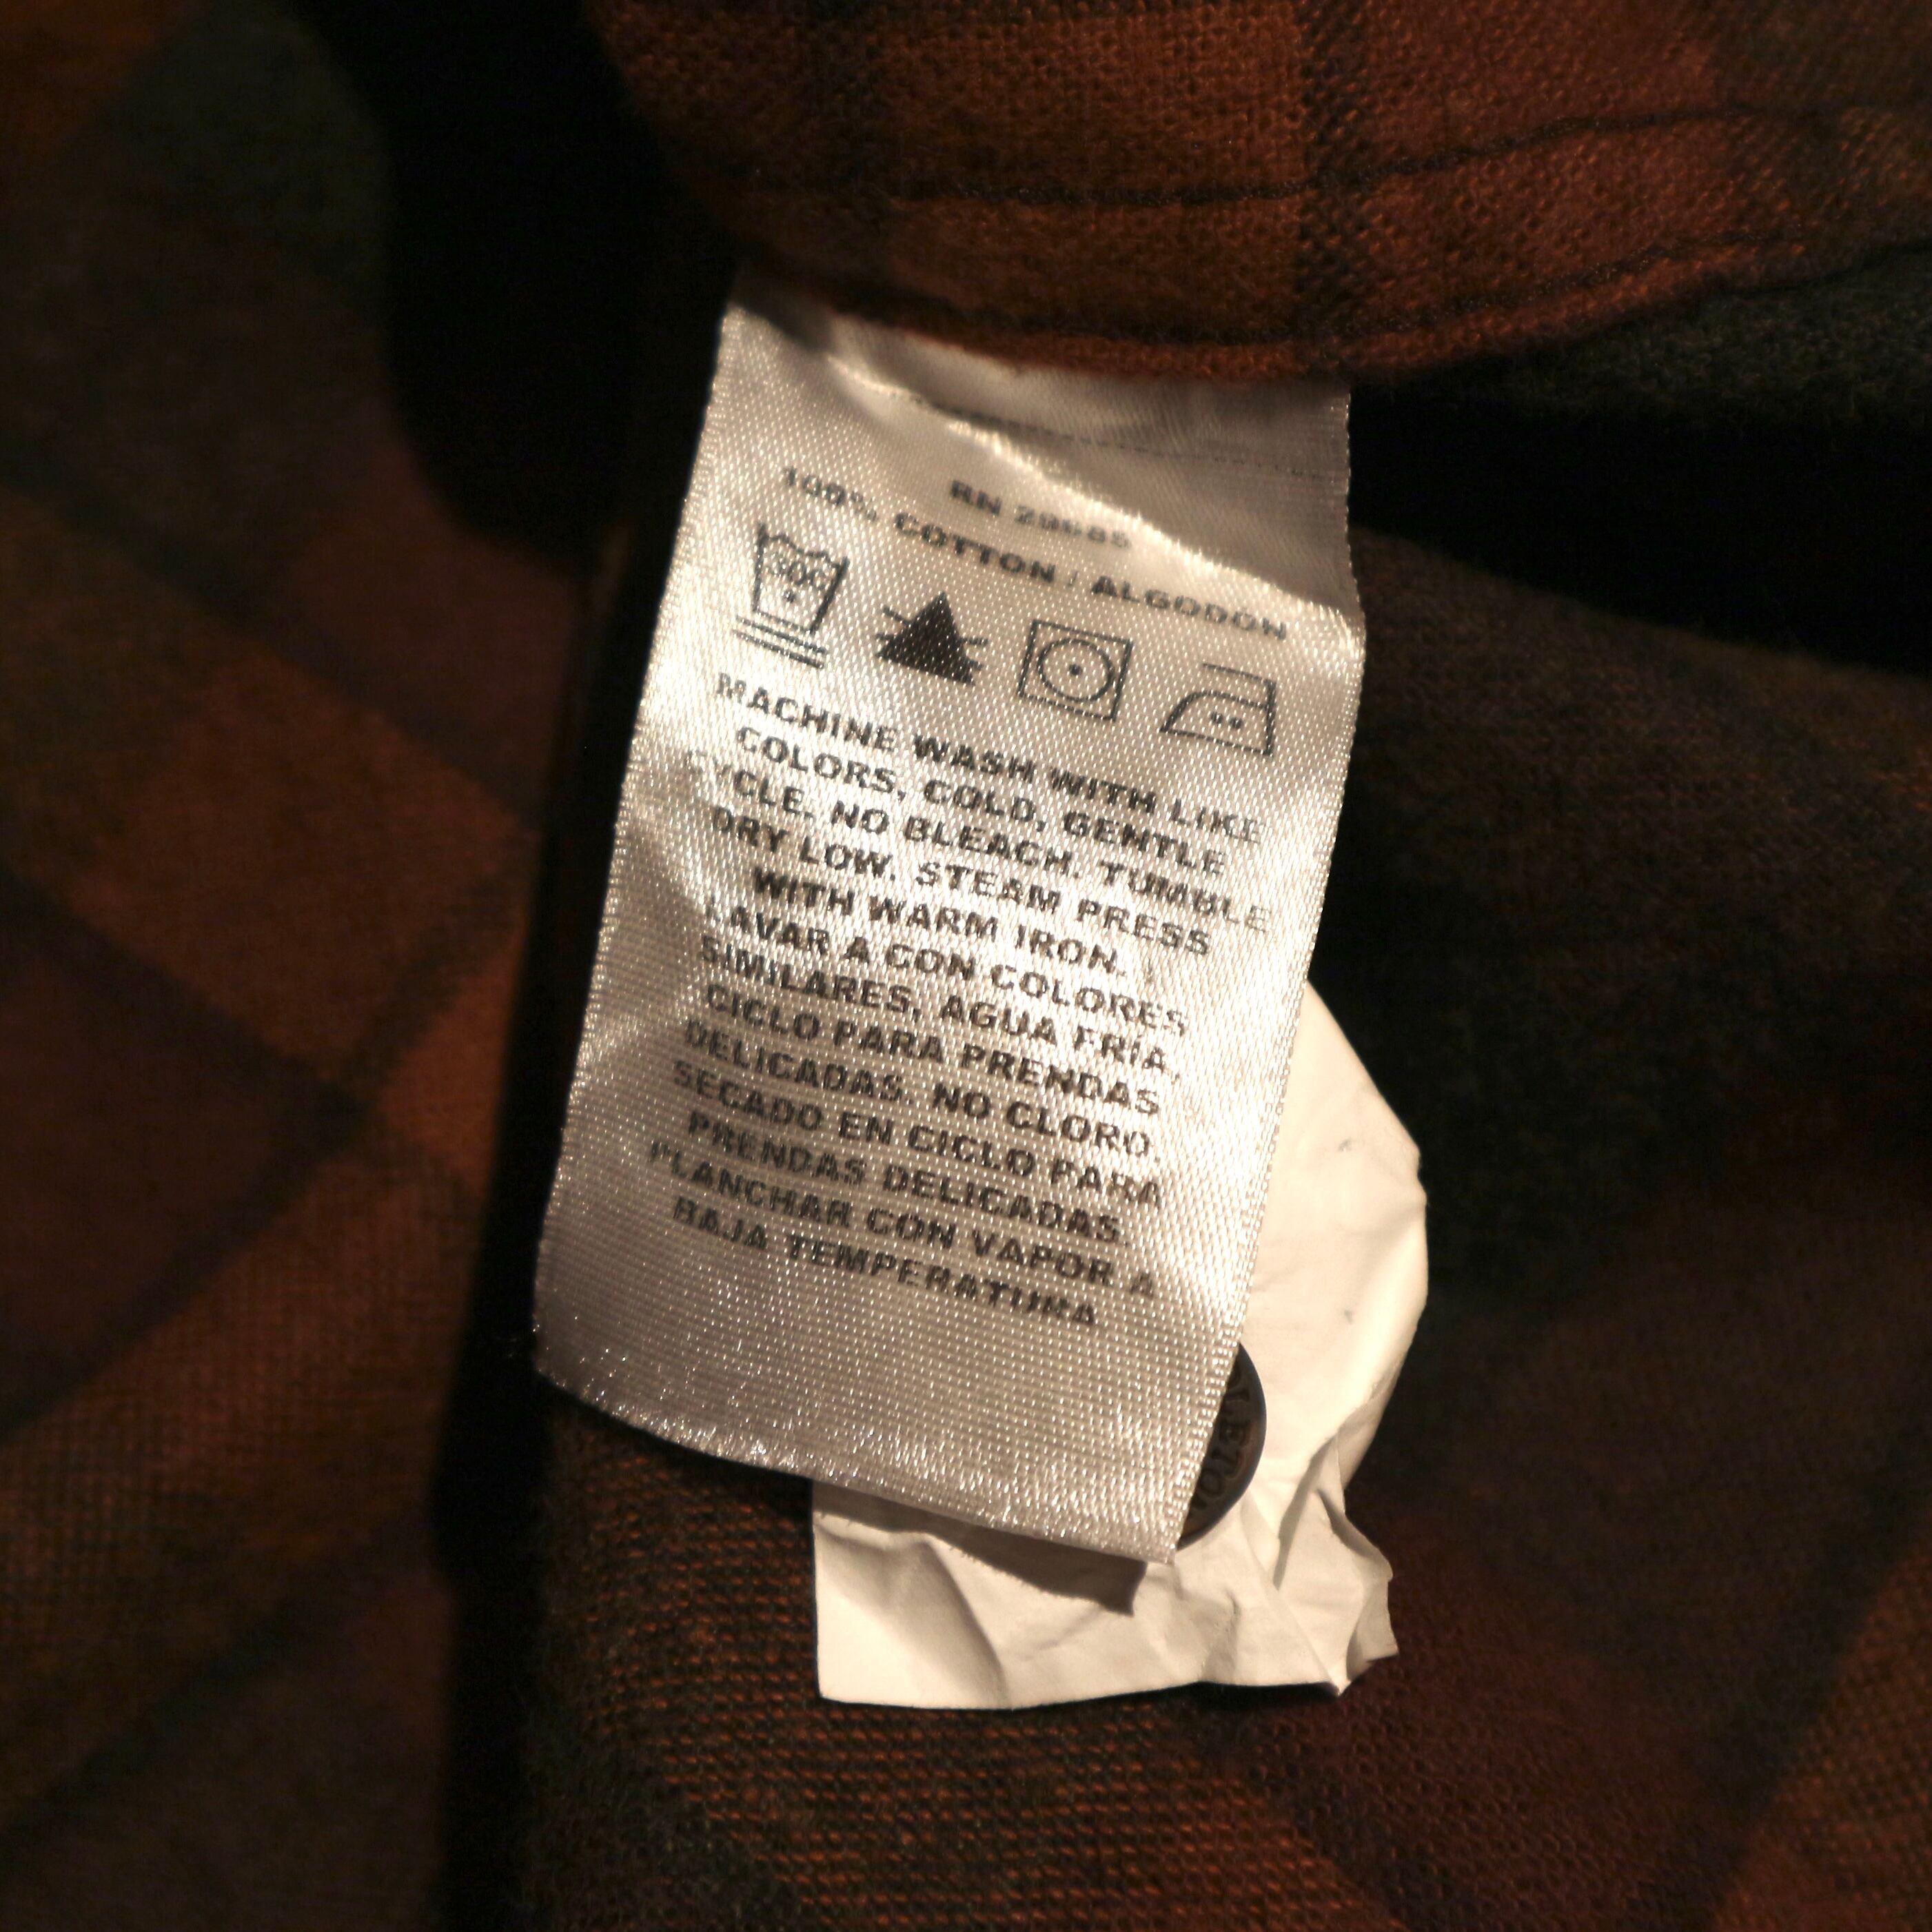 RN 29685
100% COTTON / ALGODON
30C
MACHINE WASH WITH LIKE
COLORS, COLD, GENTLE
CYCLE. NO BLEACH. TUMBLE
DRY LOW. STEAM PRESS
WITH WARM IRON.
LAVAR A CON COLORES
SIMILARES, AGUA FRÍA,
CICLO PARA PRENDAS
DELICADAS. NO CLORO.
SECADO EN CICLO PARA
PRENDAS DELICADAS.
PLANCHAR CON VAPOR A
BAJA TEMPERATURA